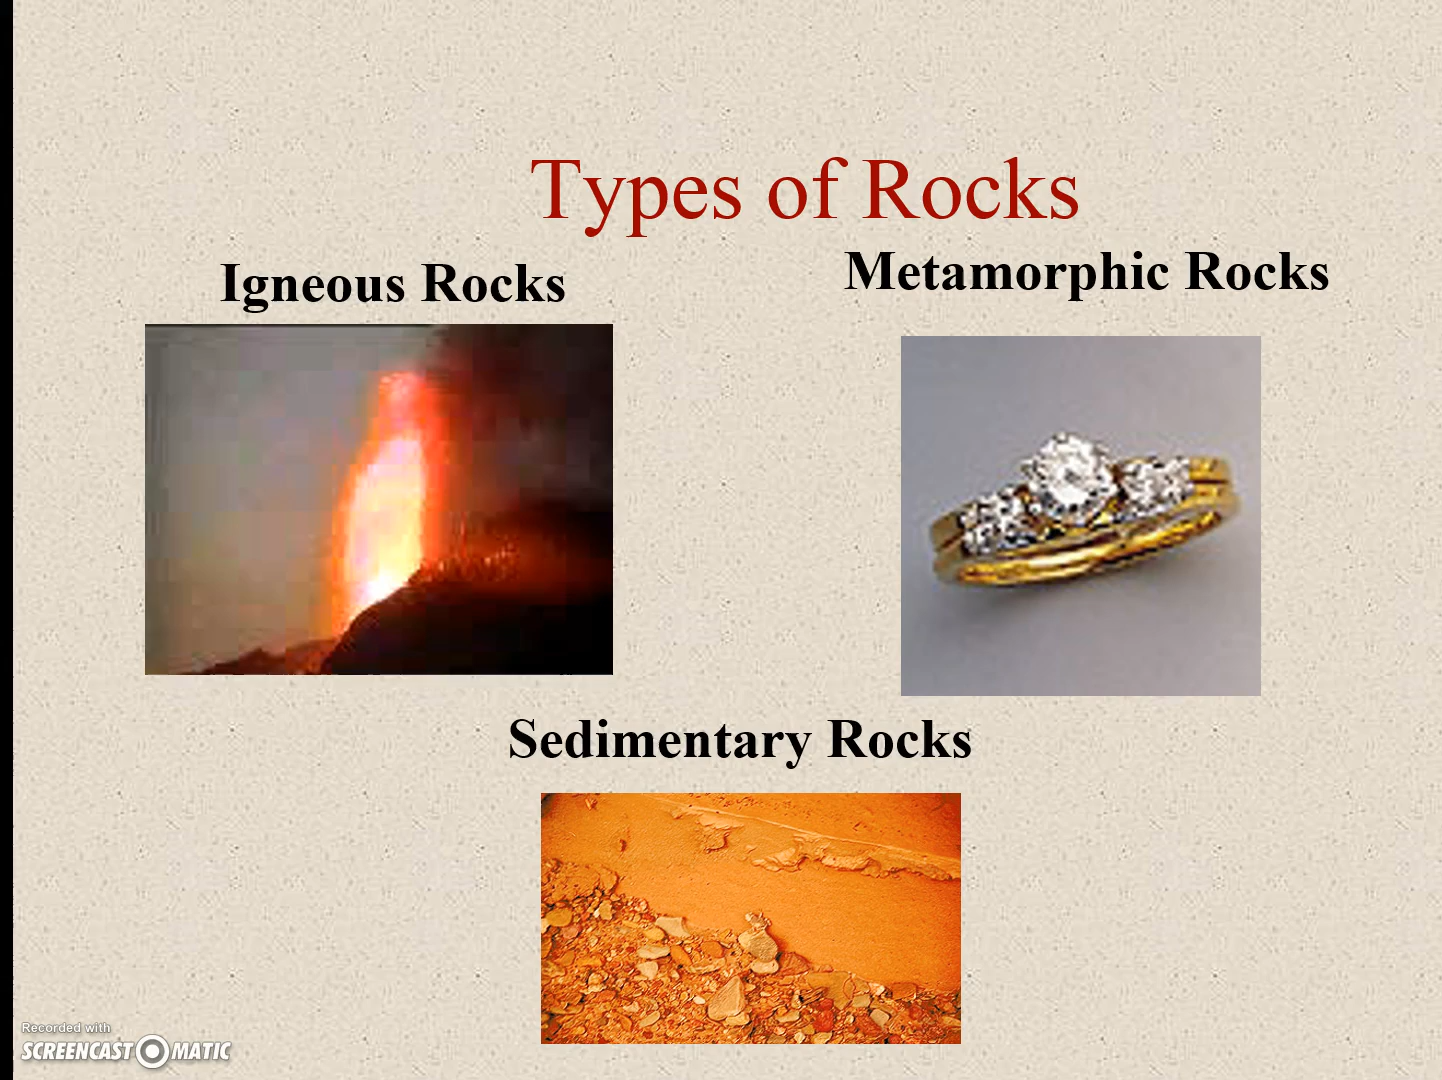 Types of Rocks
Igneous Rocks
Metamorphic Rocks
Sedimentary Rocks
Recorded with
SCREENCAST MATIC